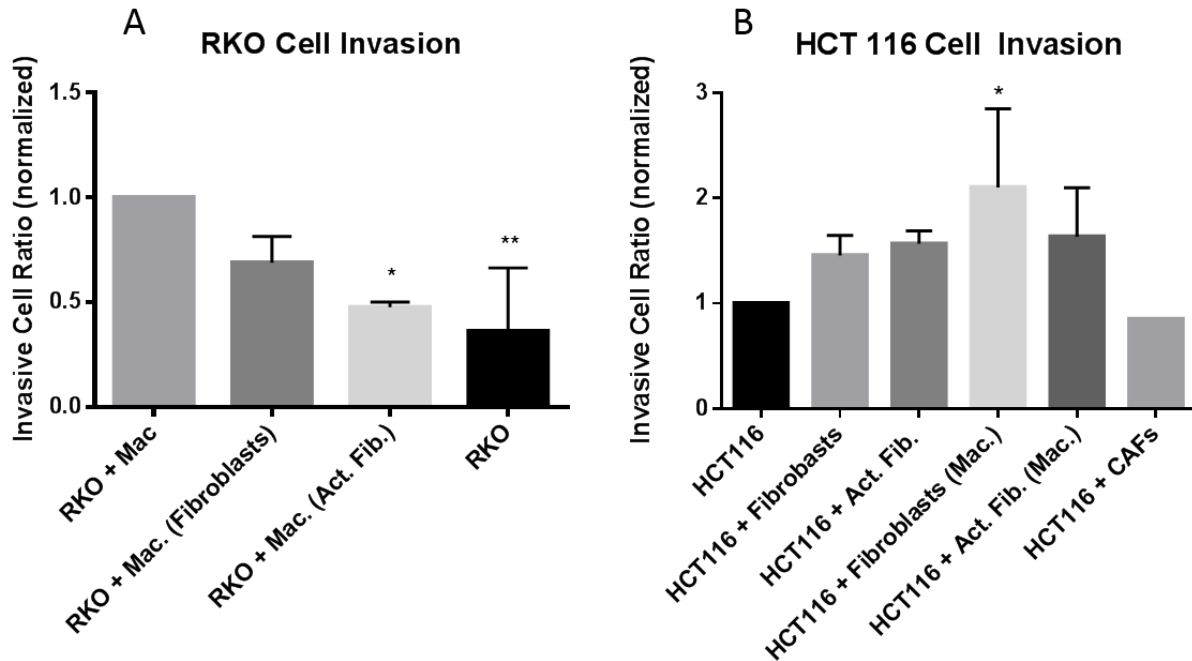 A
RKO Cell Invasion
Invasive Cell Ratio (normalized)
1.5
1.0
0.5
0.0
*
**
RKO + Mac
RKO + Mac. (Fibroblasts)
RKO + Mac. (Act. Fib.)
RKO
B
HCT 116 Cell Invasion
Invasive Cell Ratio (normalized)
3
2
1
0
*
HCT116
HCT116 + Fibrobasts
HCT116 + Act. Fib.
HCT116 + Fibroblasts (Mac.)
HCT116 + Act. Fib. (Mac.)
HCT116 + CAFs